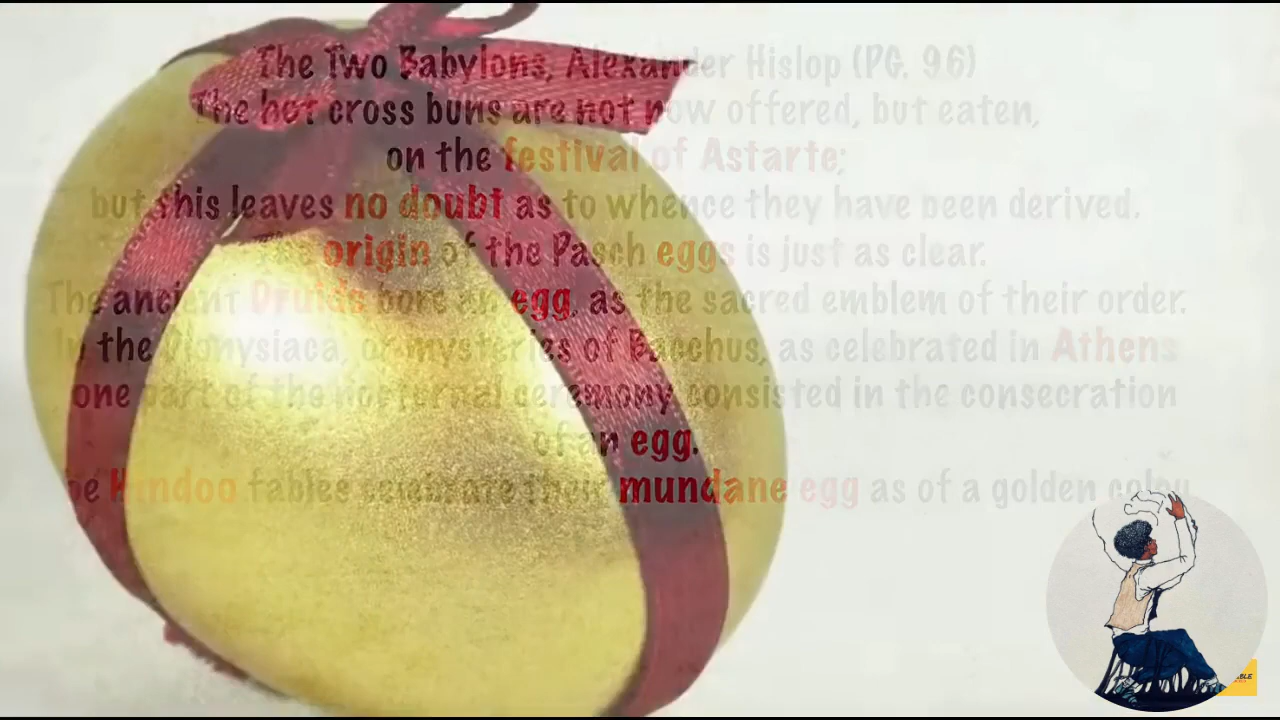 The Two Babylons, Alexander Hislop (PG. 96)
The hot cross buns are not now offered, but eaten,
on the festival of Astarte;
but this leaves no doubt as to whence they have been derived.
The origin of the Pasch eggs is just as clear.
The ancient Druids bore an egg, as the sacred emblem of their order.
In the Dionysiaca, or mysteries of Bacchus, as celebrated in Athens
one part of the nocturnal ceremony consisted in the consecration
of an egg.
The Hindoo fables celebrate their mundane egg as of a golden colou